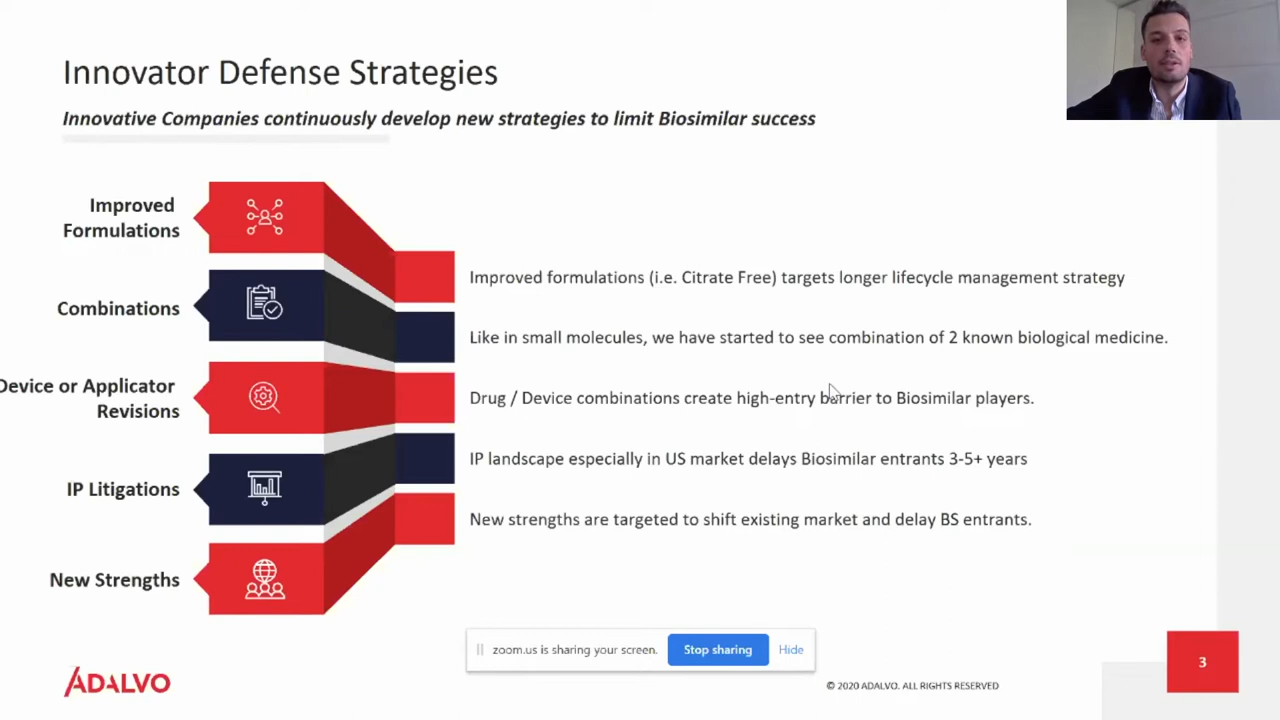 Innovator Defense Strategies
Innovative Companies continuously develop new strategies to limit Biosimilar success
Improved
Formulations
Improved formulations (i.e. Citrate Free) targets longer lifecycle management strategy
Combinations
Like in small molecules, we have started to see combination of 2 known biological medicine.
Device or Applicator
Revisions
Drug / Device combinations create high-entry barrier to Biosimilar players.
IP Litigations
IP landscape especially in US market delays Biosimilar entrants 3-5+ years
New Strengths
New strengths are targeted to shift existing market and delay BS entrants.
zoom.us is sharing your screen.
Stop sharing
Hide
ADALVO
© 2020 ADALVO. ALL RIGHTS RESERVED
3